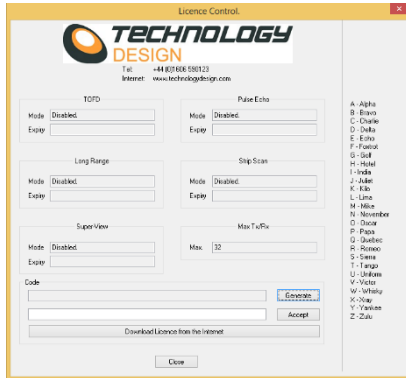 Licence Control.
TECHNOLOGY
DESIGN
Tel: +44 (0)1606 590123
Internet: www.technologydesign.com
TOFD
Mode Disabled.
Expiry
Pulse Echo
Mode Disabled.
Expiry
Long Range
Mode Disabled.
Expiry
Strip Scan
Mode Disabled.
Expiry
Super-View
Mode Disabled.
Expiry
Max Tx/Rx
Max. 32
Code
Generate
Accept
Download Licence from the Internet
Close
A - Alpha
B - Bravo
C - Charlie
D - Delta
E - Echo
F - Foxtrot
G - Golf
H - Hotel
I - India
J - Juliet
K - Kilo
L - Lima
M - Mike
N - November
O - Oscar
P - Papa
Q - Quebec
R - Romeo
S - Sierra
T - Tango
U - Uniform
V - Victor
W - Whisky
X - Xray
Y - Yankee
Z - Zulu